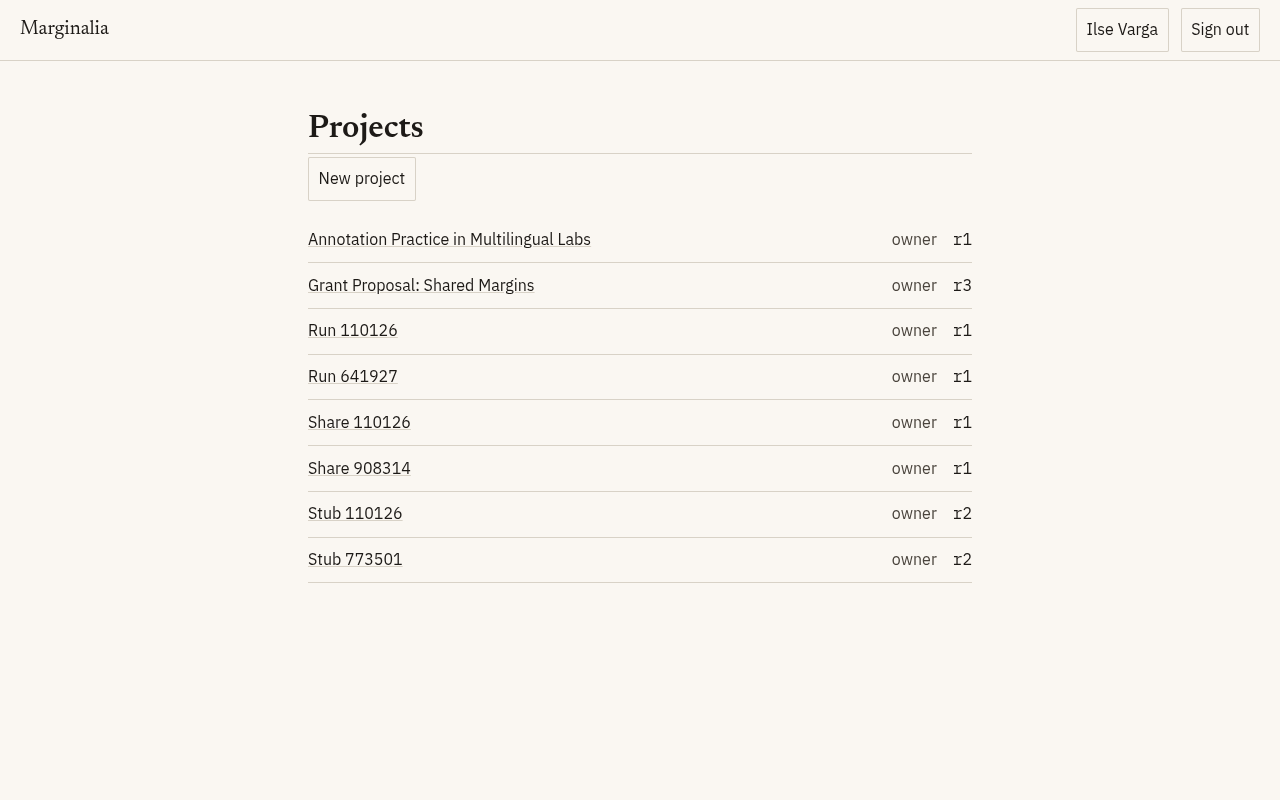 Marginalia
Ilse Varga
Sign out
Projects
New project
Annotation Practice in Multilingual Labs owner r1
Grant Proposal: Shared Margins owner r3
Run 110126 owner r1
Run 641927 owner r1
Share 110126 owner r1
Share 908314 owner r1
Stub 110126 owner r2
Stub 773501 owner r2